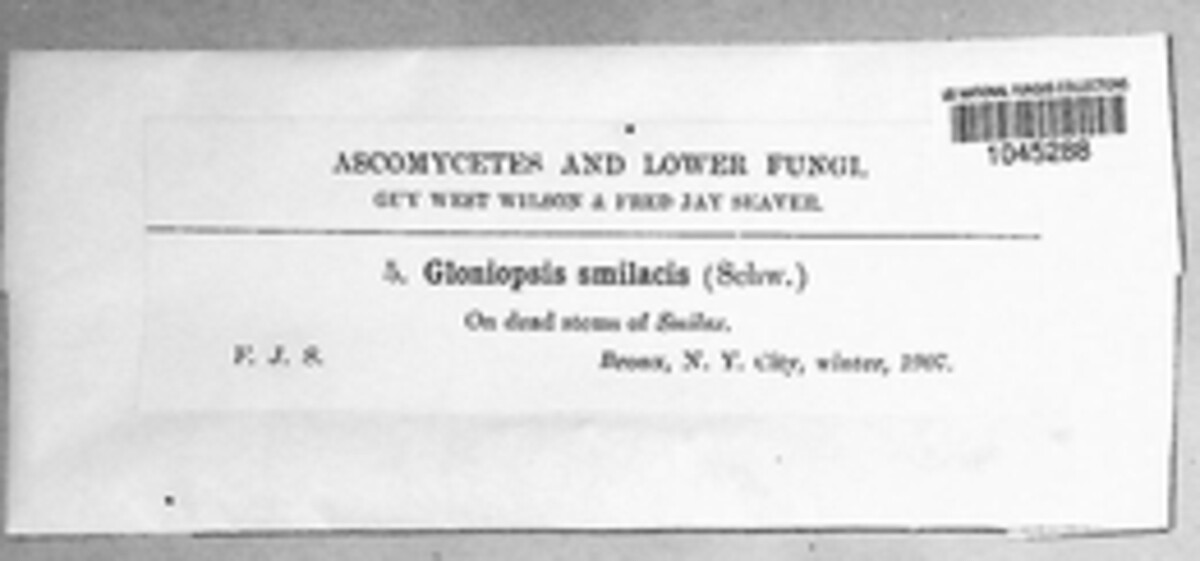 US NATIONAL FUNGUS COLLECTIONS
1045288
ASCOMYCETES AND LOWER FUNGI.
GUY WEST WILSON & FRED JAY SEAVER.
5. Gloniopsis smilacis (Schw.)
On dead stems of Smilax.
F. J. S.
Bronx, N. Y. City, winter, 1907.